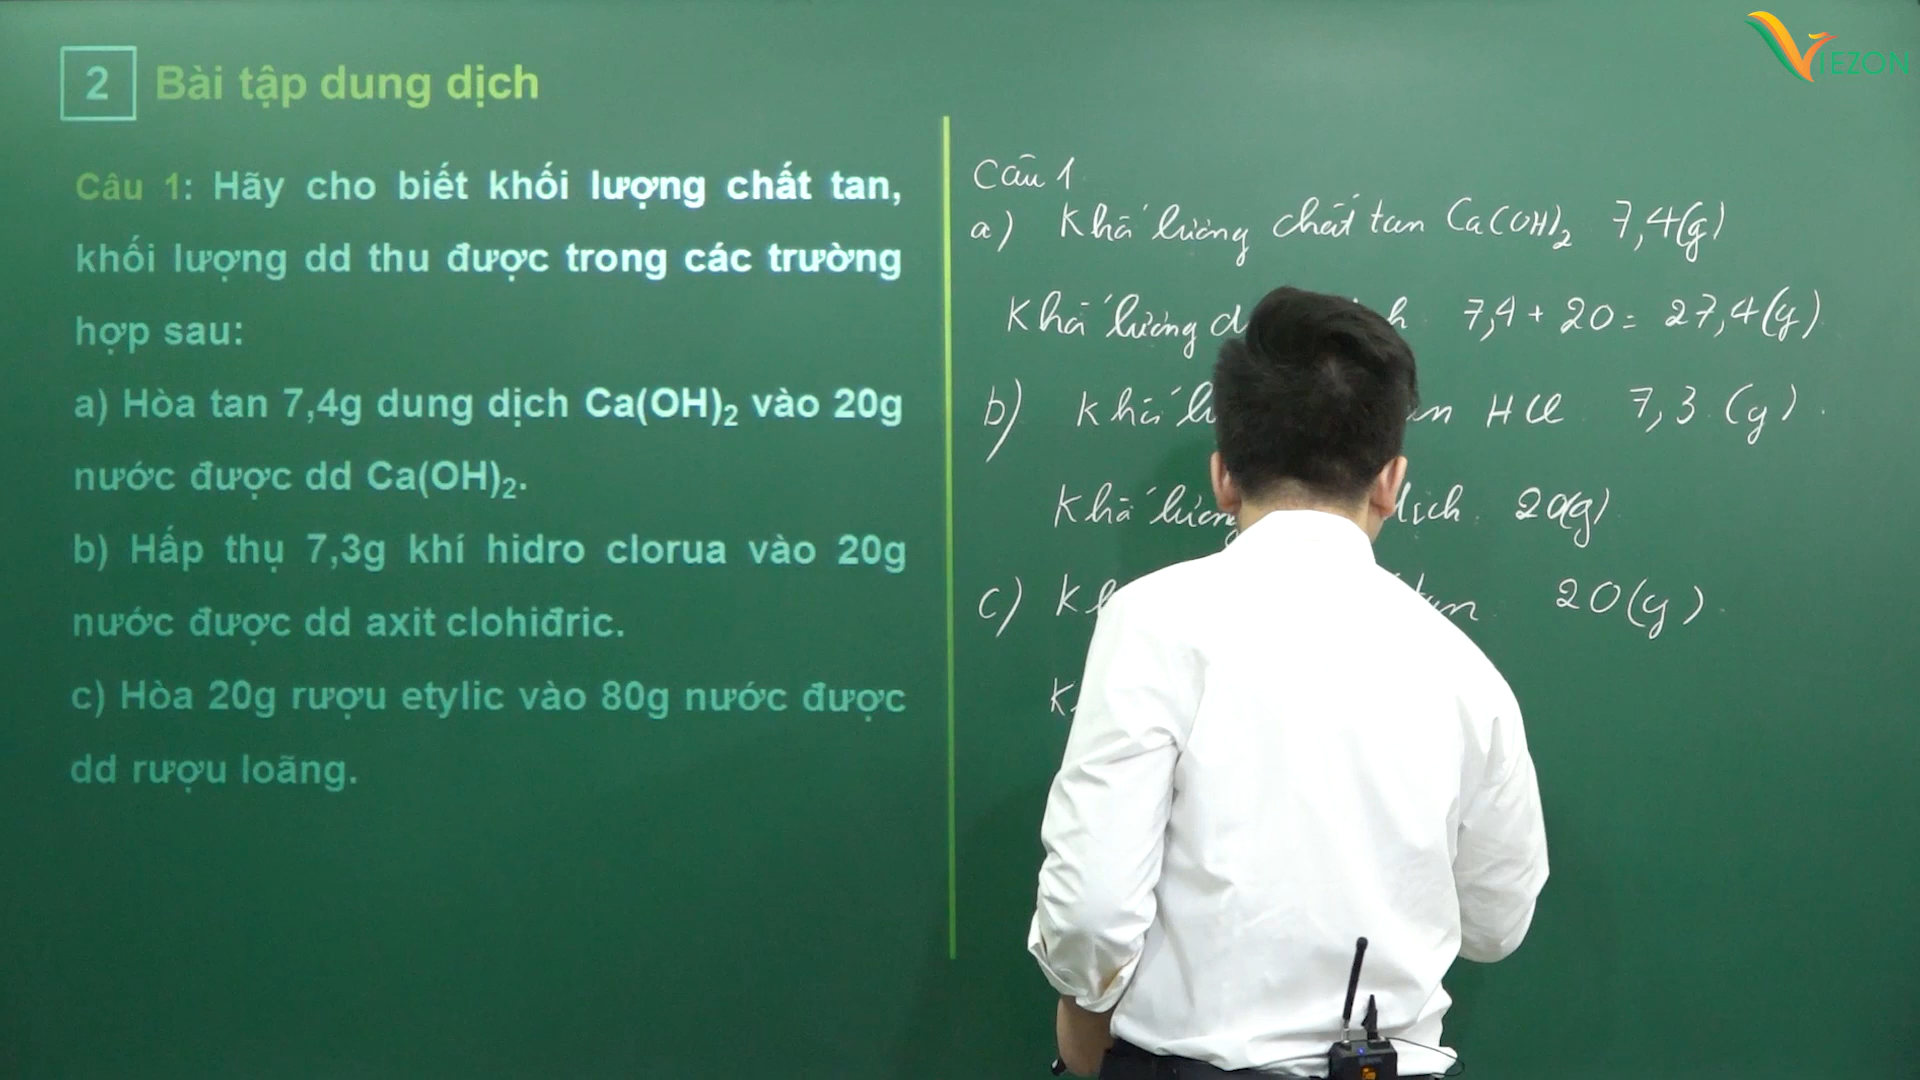 VIEZON
2 Bài tập dung dịch
Câu 1: Hãy cho biết khối lượng chất tan,
khối lượng dd thu được trong các trường
hợp sau:
a) Hòa tan 7,4g dung dịch Ca(OH)₂ vào 20g
nước được dd Ca(OH)₂.
b) Hấp thụ 7,3g khí hidro clorua vào 20g
nước được dd axit clohiđric.
c) Hòa 20g rượu etylic vào 80g nước được
dd rượu loãng.
Câu 1
a) Khối lượng chất tan Ca(OH)₂ 7,4(g)
Khối lượng 7,4 + 20 = 27,4(g)
b) Khối HCl 7,3 (g).
Khối lượng dịch 20(g)
c) tan 20(g)